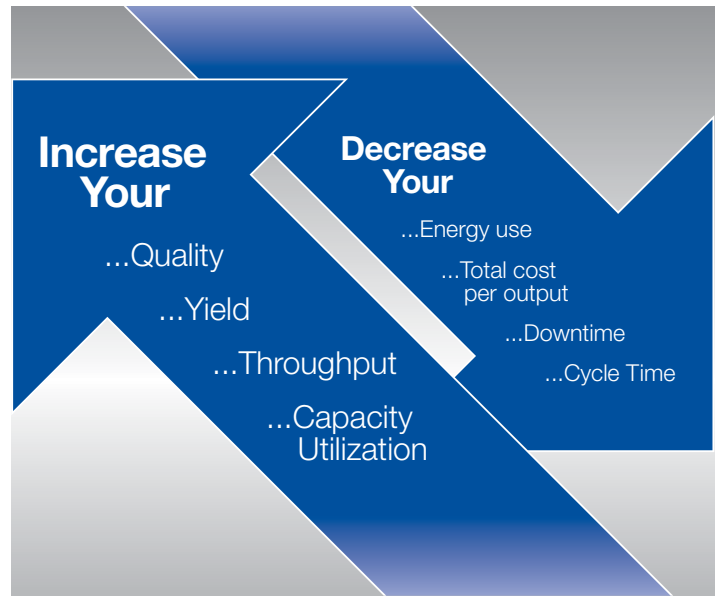 Increase
Your
...Quality
...Yield
...Throughput
...Capacity
Utilization
Decrease
Your
...Energy use
...Total cost
per output
...Downtime
...Cycle Time